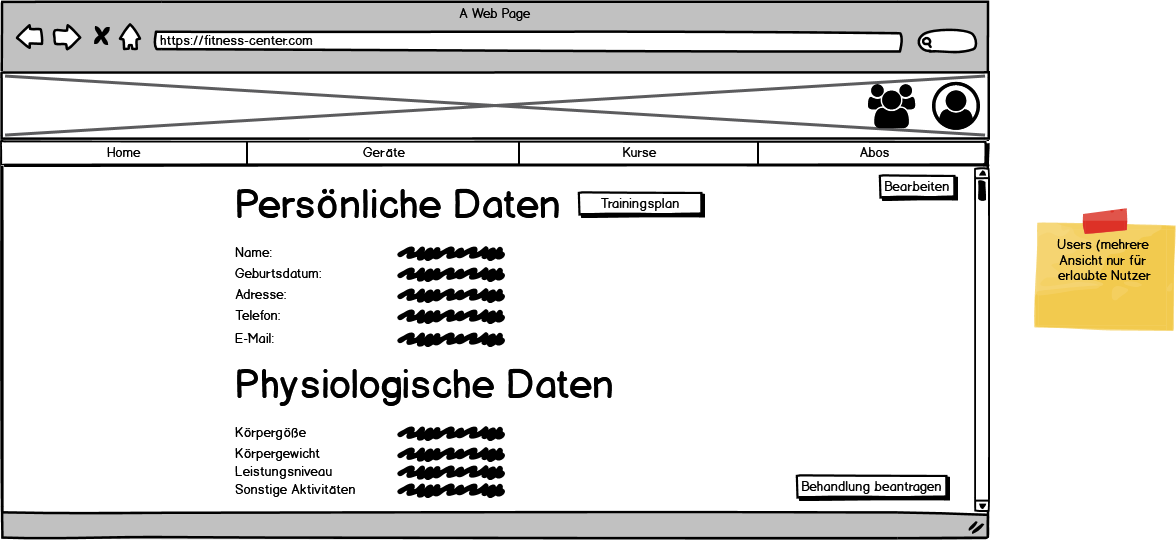 A Web Page
https://fitness-center.com
Home
Geräte
Kurse
Abos
Bearbeiten
Persönliche Daten
Trainingsplan
Name:
Geburtsdatum:
Adresse:
Telefon:
E-Mail:
Physiologische Daten
Körpergöße
Körpergewicht
Leistungsniveau
Sonstige Aktivitäten
Behandlung beantragen
Users (mehrere
Ansicht nur für
erlaubte Nutzer